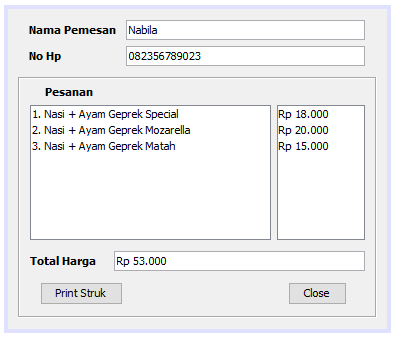 Nama Pemesan Nabila
No Hp 082356789023
Pesanan
1. Nasi + Ayam Geprek Special Rp 18.000
2. Nasi + Ayam Geprek Mozarella Rp 20.000
3. Nasi + Ayam Geprek Matah Rp 15.000
Total Harga Rp 53.000
Print Struk Close